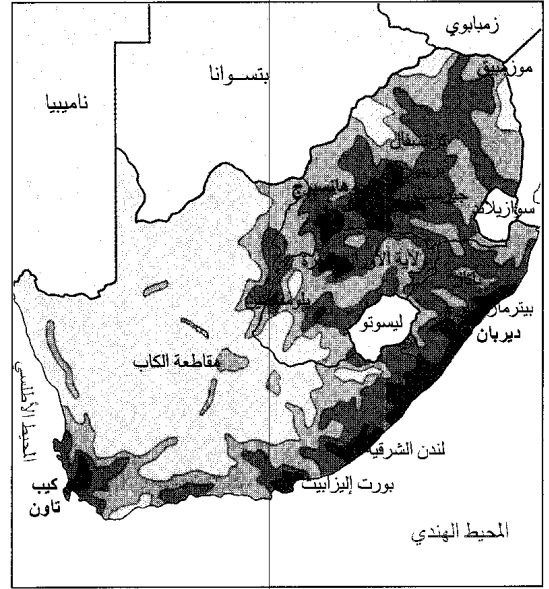 زمبابوي
موزمبيق
بتسوانا
ناميبيا
سوازيلاند
بيترمار
ديربان
ليسوتو
مقاطعة الكاب
المحيط الأطلسي
لندن الشرقية
بورت إليزابيث
كيب
تاون
المحيط الهندي